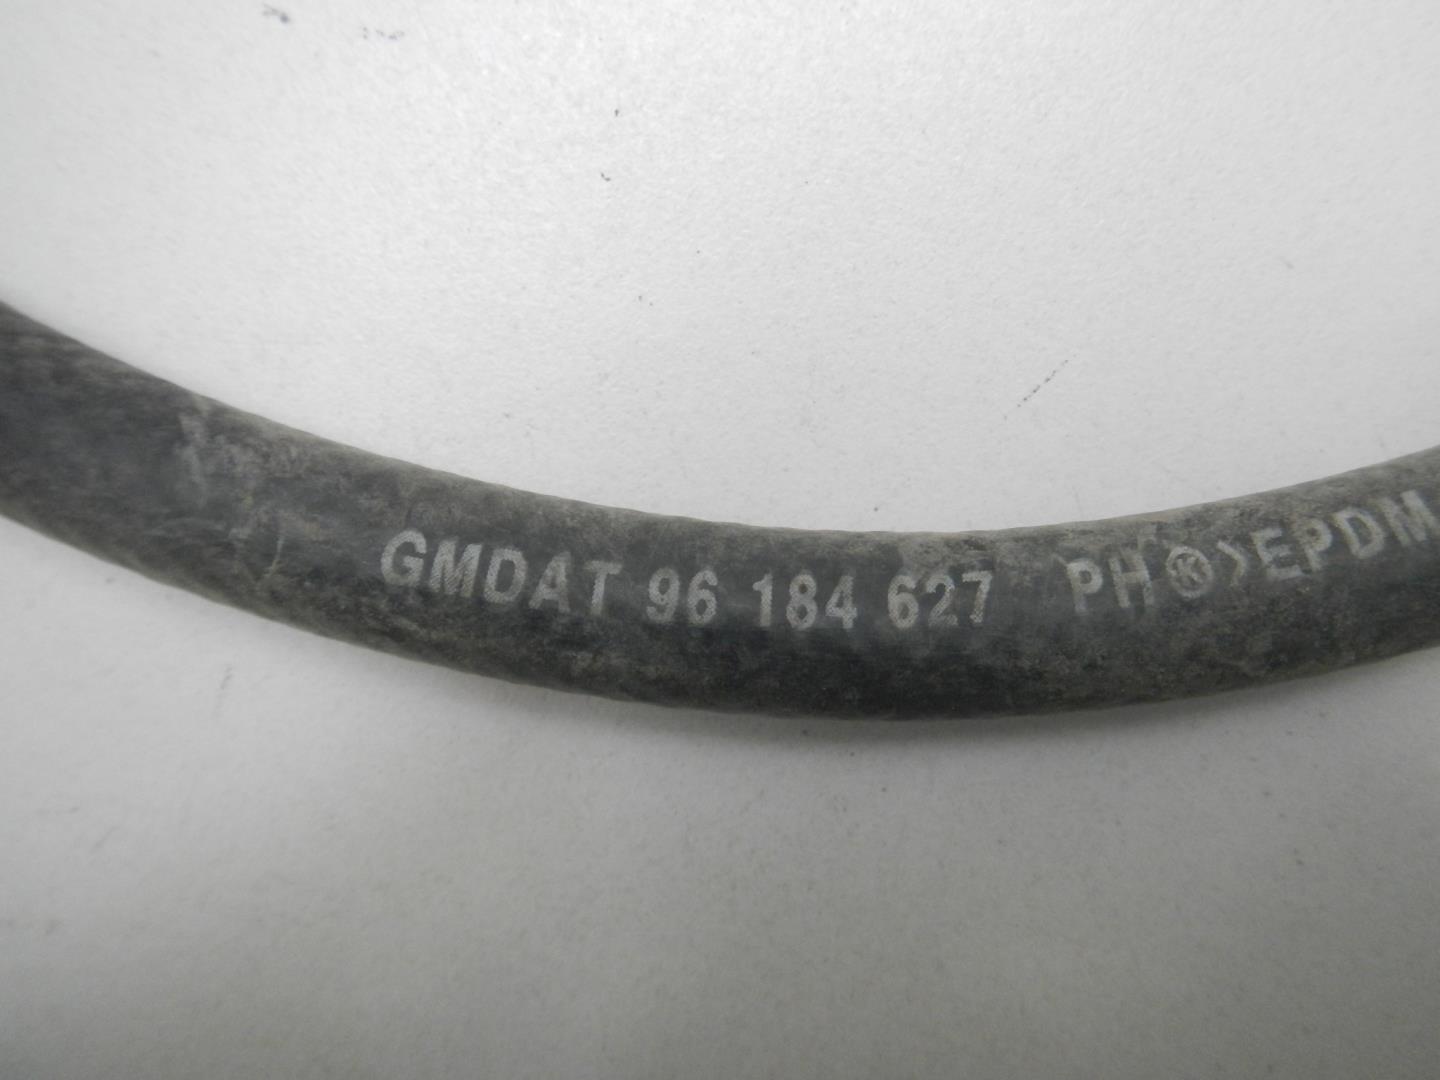 GMDAT 96 184 627 PH Ⓚ >EPDM